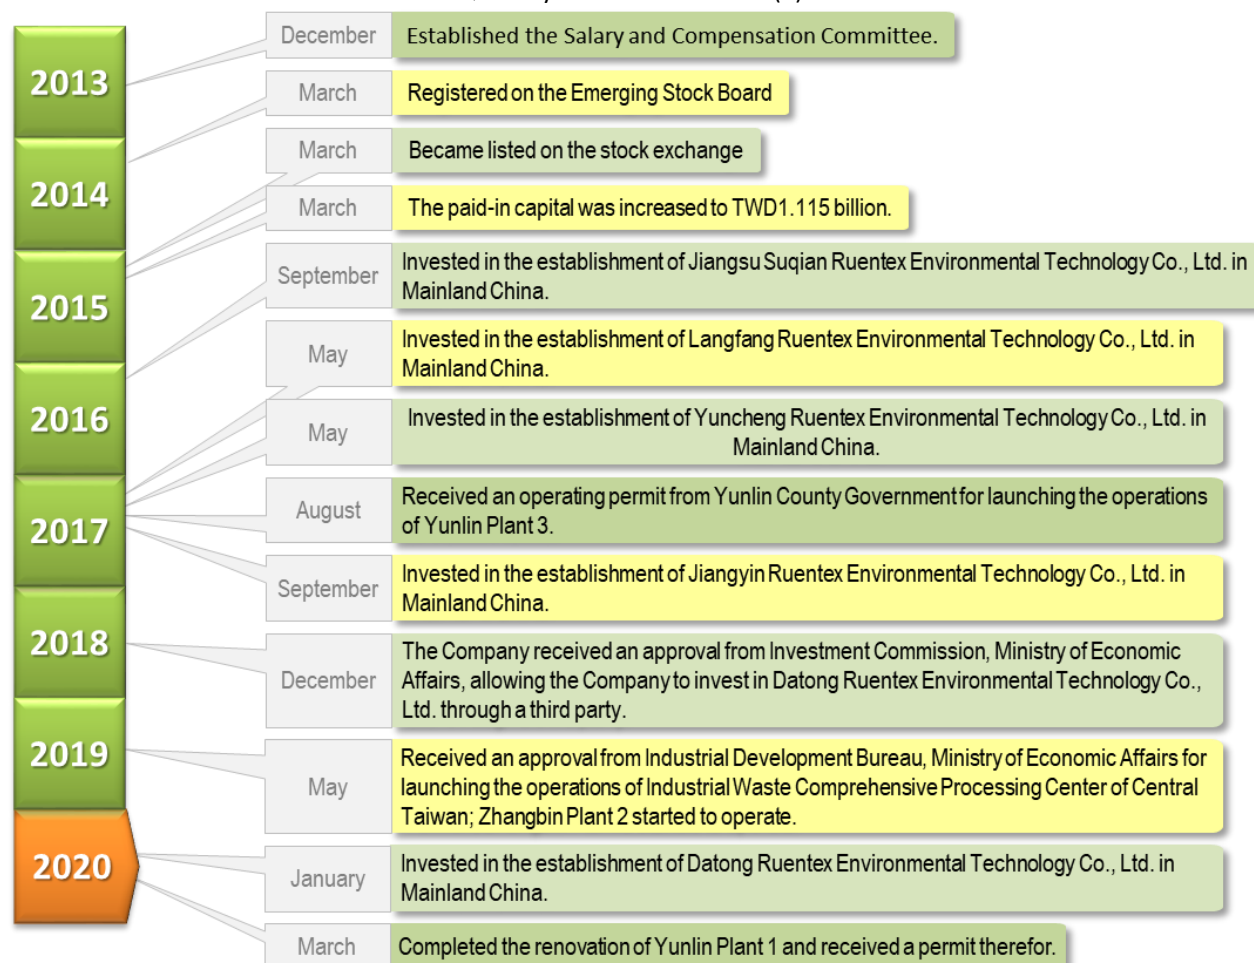 2013
December
Established the Salary and Compensation Committee.
March
Registered on the Emerging Stock Board
2014
March
Became listed on the stock exchange
March
The paid-in capital was increased to TWD1.115 billion.
2015
September
Invested in the establishment of Jiangsu Suqian Ruentex Environmental Technology Co., Ltd. in
Mainland China.
May
Invested in the establishment of Langfang Ruentex Environmental Technology Co., Ltd. in
Mainland China.
2016
May
Invested in the establishment of Yuncheng Ruentex Environmental Technology Co., Ltd. in
Mainland China.
2017
August
Received an operating permit from Yunlin County Government for launching the operations
of Yunlin Plant 3.
September
Invested in the establishment of Jiangyin Ruentex Environmental Technology Co., Ltd. in
Mainland China.
2018
December
The Company received an approval from Investment Commission, Ministry of Economic
Affairs, allowing the Company to invest in Datong Ruentex Environmental Technology Co.,
Ltd. through a third party.
2019
May
Received an approval from Industrial Development Bureau, Ministry of Economic Affairs for
launching the operations of Industrial Waste Comprehensive Processing Center of Central
Taiwan; Zhangbin Plant 2 started to operate.
2020
January
Invested in the establishment of Datong Ruentex Environmental Technology Co., Ltd. in
Mainland China.
March
Completed the renovation of Yunlin Plant 1 and received a permit therefor.